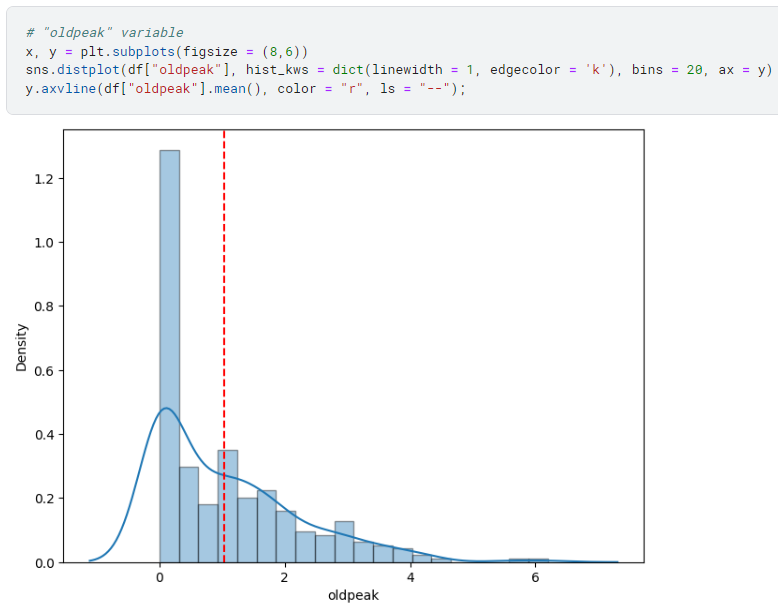 # "oldpeak" variable
x, y = plt.subplots(figsize = (8,6))
sns.distplot(df["oldpeak"], hist_kws = dict(linewidth = 1, edgecolor = 'k'), bins = 20, ax = y)
y.axvline(df["oldpeak"].mean(), color = "r", ls = "--");
1.2
1.0
0.8
0.6
0.4
0.2
0.0
Density
0 2 4 6
oldpeak